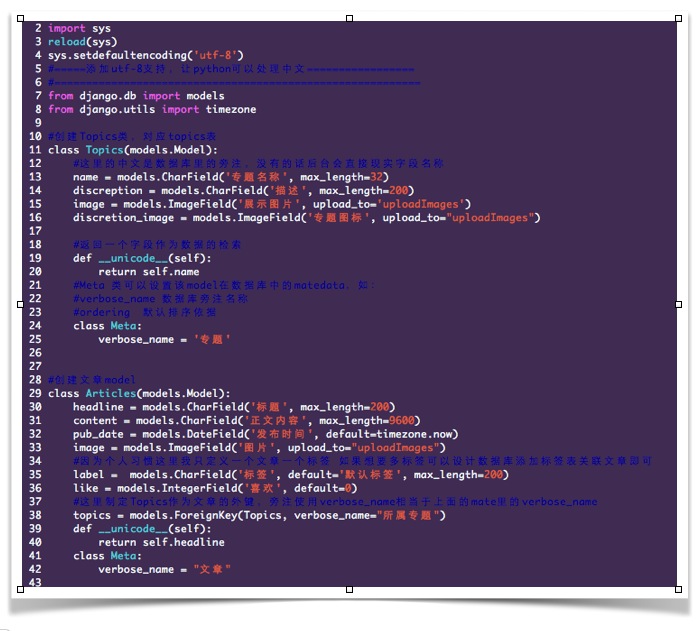 2 import sys
3 reload(sys)
4 sys.setdefaultencoding('utf-8')
5 #=====添加utf-8支持，让python可以处理中文=================
6 #==========================================================
7 from django.db import models
8 from django.utils import timezone
9
10 #创建Topics类，对应topics表
11 class Topics(models.Model):
12     #这里的中文是数据库里的旁注，没有的话后台会直接现实字段名称
13     name = models.CharField('专题名称', max_length=32)
14     discreption = models.CharField('描述', max_length=200)
15     image = models.ImageField('展示图片', upload_to='uploadImages')
16     discretion_image = models.ImageField('专题图标', upload_to="uploadImages")
17
18     #返回一个字段作为数据的检索
19     def __unicode__(self):
20         return self.name
21     #Meta 类可以设置该model在数据库中的matedata，如：
22     #verbose_name 数据库旁注名称
23     #ordering  默认排序依据
24     class Meta:
25         verbose_name = '专题'
26
27
28 #创建文章model
29 class Articles(models.Model):
30     headline = models.CharField('标题', max_length=200)
31     content = models.CharField('正文内容', max_length=9600)
32     pub_date = models.DateField('发布时间', default=timezone.now)
33     image = models.ImageField('图片', upload_to="uploadImages")
34     #因为个人习惯这里我只定义一个文章一个标签 如果想要多标签可以设计数据库添加标签表关联文章即可
35     label =  models.CharField('标签', default='默认标签', max_length=200)
36     like = models.IntegerField('喜欢', default=0)
37     #这里制定Topics作为文章的外键，旁注使用verbose_name相当于上面的mate里的verbose_name
38     topics = models.ForeignKey(Topics, verbose_name="所属专题")
39     def __unicode__(self):
40         return self.headline
41     class Meta:
42         verbose_name = "文章"
43